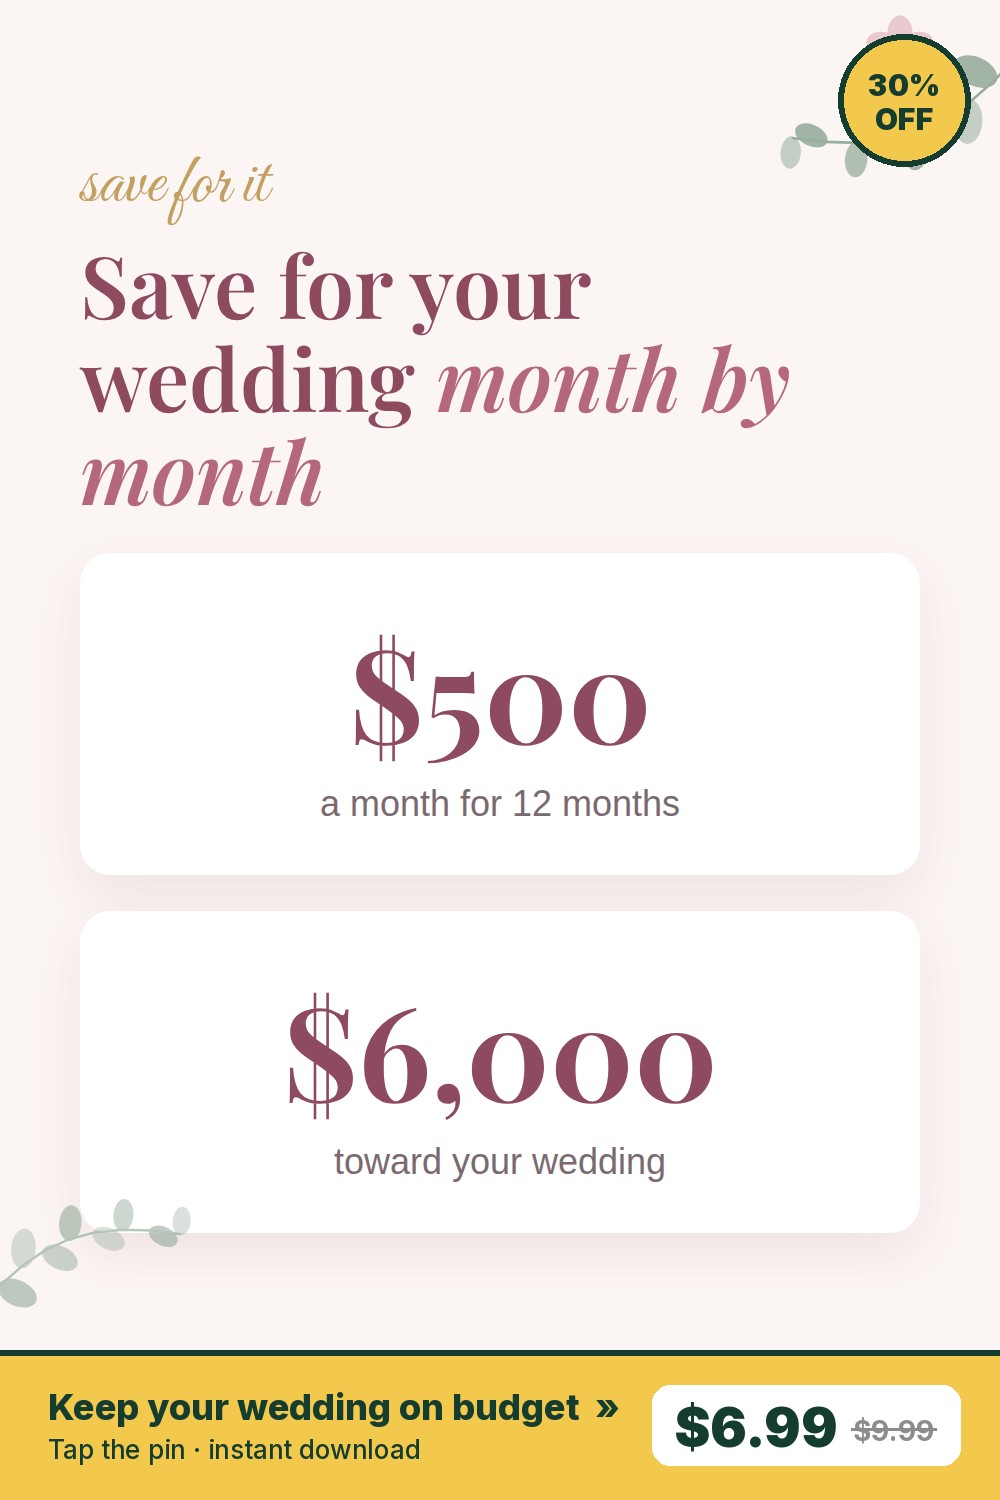 30%
OFF
save for it
Save for your
wedding month by
month
$500
a month for 12 months
$6,000
toward your wedding
Keep your wedding on budget »
Tap the pin · instant download
$6.99 $9.99